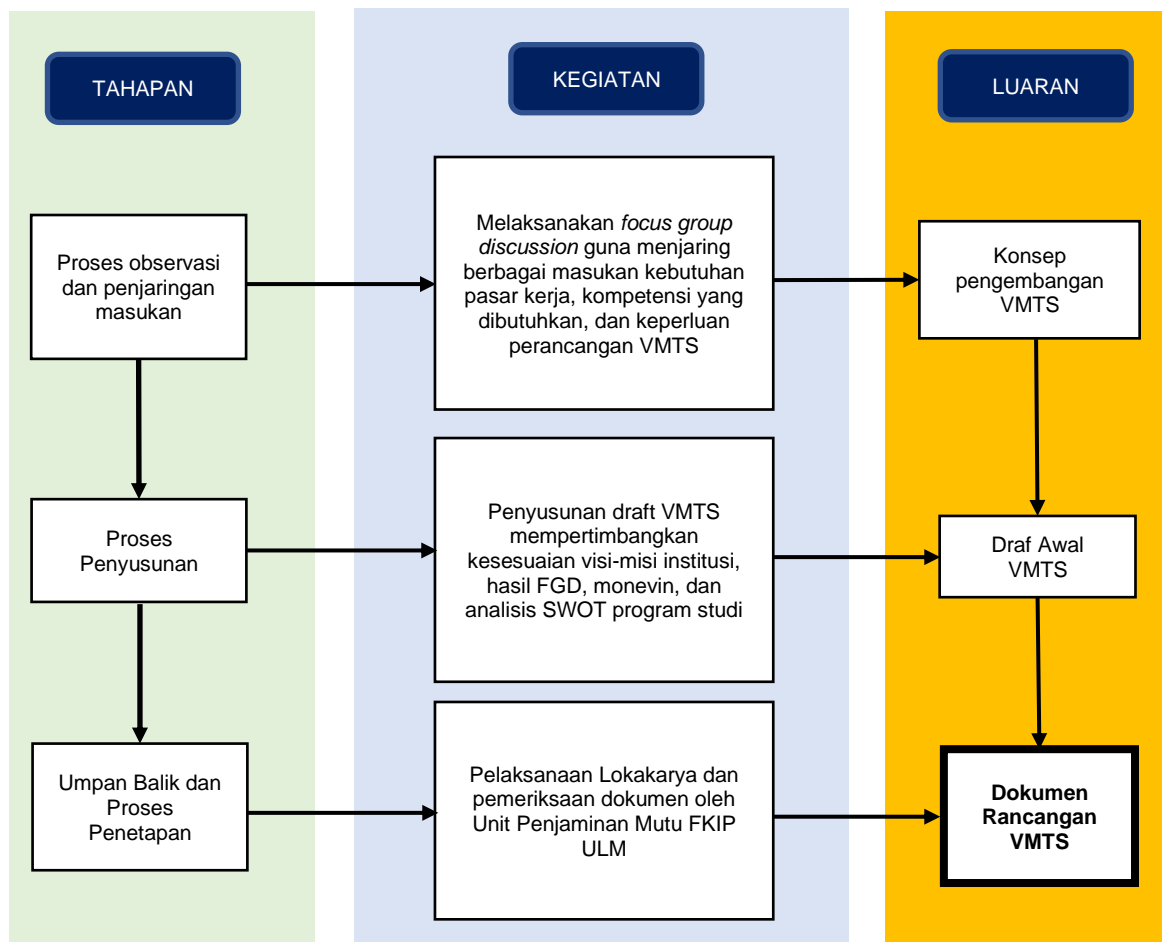 TAHAPAN
KEGIATAN
LUARAN
Proses observasi
dan penjaringan
masukan
Melaksanakan focus group
discussion guna menjaring
berbagai masukan kebutuhan
pasar kerja, kompetensi yang
dibutuhkan, dan keperluan
perancangan VMTS
Konsep
pengembangan
VMTS
Proses
Penyusunan
Penyusunan draft VMTS
mempertimbangkan
kesesuaian visi-misi institusi,
hasil FGD, monevin, dan
analisis SWOT program studi
Draf Awal
VMTS
Umpan Balik dan
Proses
Penetapan
Pelaksanaan Lokakarya dan
pemeriksaan dokumen oleh
Unit Penjaminan Mutu FKIP
ULM
Dokumen
Rancangan
VMTS